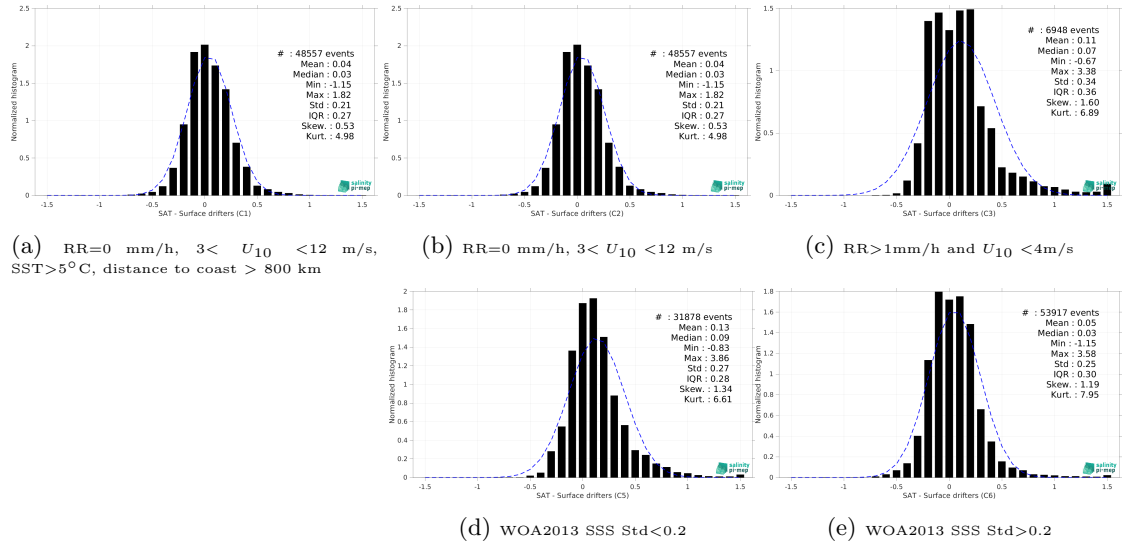 2.5
2
1.5
1
0.5
0
Normalized histogram
# : 48557 events
Mean : 0.04
Median : 0.03
Min : -1.15
Max : 1.82
Std : 0.21
IQR : 0.27
Skew. : 0.53
Kurt. : 4.98
salinity
pi-mep
-1.5 -1 -0.5 0 0.5 1 1.5
SAT - Surface drifters (C1)
(a) RR=0 mm/h, 3< U10 <12 m/s,
SST>5°C, distance to coast > 800 km
2.5
2
1.5
1
0.5
0
Normalized histogram
# : 48557 events
Mean : 0.04
Median : 0.03
Min : -1.15
Max : 1.82
Std : 0.21
IQR : 0.27
Skew. : 0.53
Kurt. : 4.98
salinity
pi-mep
-1.5 -1 -0.5 0 0.5 1 1.5
SAT - Surface drifters (C2)
(b) RR=0 mm/h, 3< U10 <12 m/s
1.5
1
0.5
0
Normalized histogram
# : 6948 events
Mean : 0.11
Median : 0.07
Min : -0.67
Max : 3.38
Std : 0.34
IQR : 0.36
Skew. : 1.60
Kurt. : 6.89
salinity
pi-mep
-1.5 -1 -0.5 0 0.5 1 1.5
SAT - Surface drifters (C3)
(c) RR>1mm/h and U10 <4m/s
2
1.8
1.6
1.4
1.2
1
0.8
0.6
0.4
0.2
0
Normalized histogram
# : 31878 events
Mean : 0.13
Median : 0.09
Min : -0.83
Max : 3.86
Std : 0.27
IQR : 0.28
Skew. : 1.34
Kurt. : 6.61
salinity
pi-mep
-1.5 -1 -0.5 0 0.5 1 1.5
SAT - Surface drifters (C5)
(d) WOA2013 SSS Std<0.2
1.8
1.6
1.4
1.2
1
0.8
0.6
0.4
0.2
0
Normalized histogram
# : 53917 events
Mean : 0.05
Median : 0.03
Min : -1.15
Max : 3.58
Std : 0.25
IQR : 0.30
Skew. : 1.19
Kurt. : 7.95
salinity
pi-mep
-1.5 -1 -0.5 0 0.5 1 1.5
SAT - Surface drifters (C6)
(e) WOA2013 SSS Std>0.2